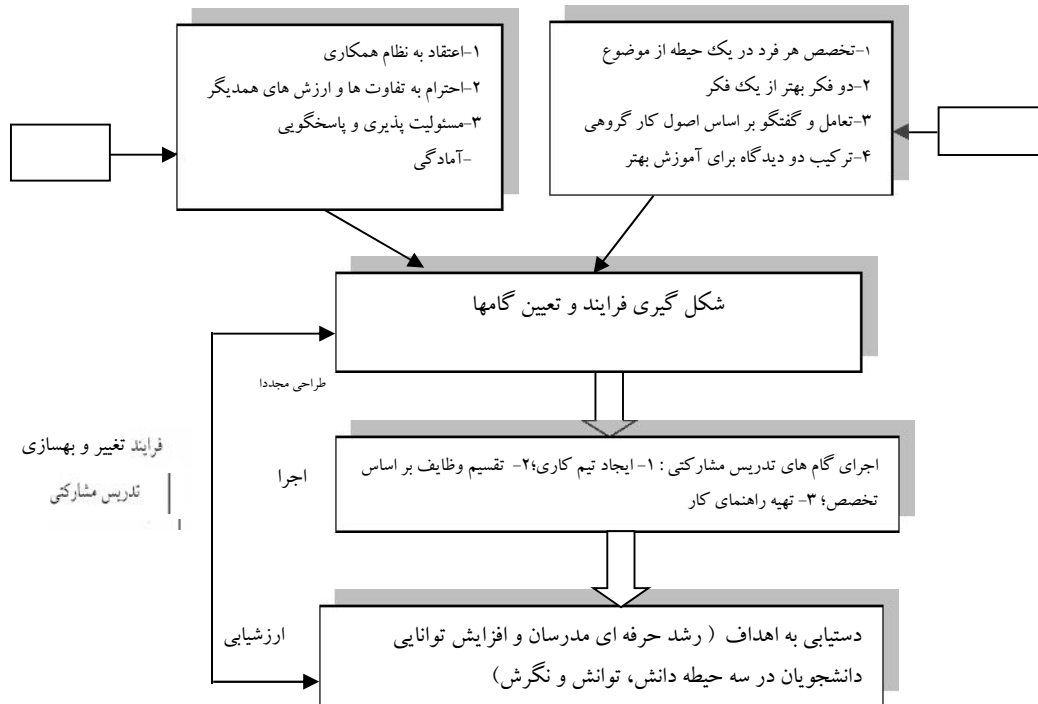 ۱-تخصص هر فرد در یک حیطه از موضوع
۲-دو فکر بهتر از یک فکر
۳-تعامل و گفتگو بر اساس اصول کار گروهی
۴-ترکیب دو دیدگاه برای آموزش بهتر
۱-اعتقاد به نظام همکاری
۲-احترام به تفاوت ها و ارزش های همدیگر
۳-مسئولیت پذیری و پاسخگویی
-آمادگی
شکل گیری فرایند و تعیین گامها
طراحی مجددا
اجرای گام های تدریس مشارکتی : ۱- ایجاد تیم کاری؛۲- تقسیم وظایف بر اساس
تخصص؛ ۳- تهیه راهنمای کار
اجرا
فرایند تغییر و بهسازی
تدریس مشارکتی
دستیابی به اهداف ( رشد حرفه ای مدرسان و افزایش توانایی
دانشجویان در سه حیطه دانش، توانش و نگرش)
ارزشیابی